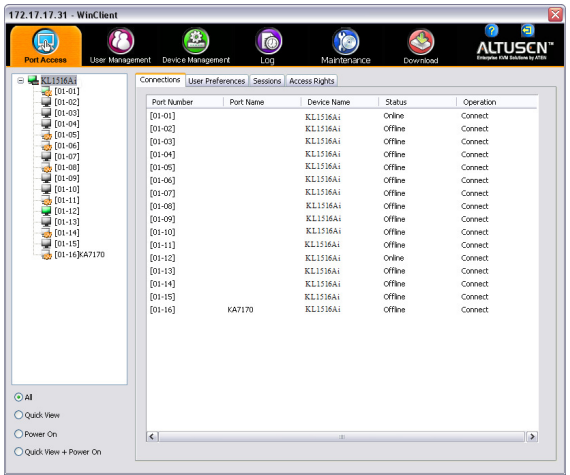 172.17.17.31 - WinClient
Port Access User Management Device Management Log Maintenance Download
ALTUSCN™
Enterprise KVM Solutions by ATEN
KL1516Ai
[01-01]
[01-02]
[01-03]
[01-04]
[01-05]
[01-06]
[01-07]
[01-08]
[01-09]
[01-10]
[01-11]
[01-12]
[01-13]
[01-14]
[01-15]
[01-16]KA7170
All
Quick View
Power On
Quick View + Power On
Connections User Preferences Sessions Access Rights
Port Number Port Name Device Name Status Operation
[01-01] KL1516Ai Online Connect
[01-02] KL1516Ai Offline Connect
[01-03] KL1516Ai Offline Connect
[01-04] KL1516Ai Offline Connect
[01-05] KL1516Ai Offline Connect
[01-06] KL1516Ai Offline Connect
[01-07] KL1516Ai Offline Connect
[01-08] KL1516Ai Offline Connect
[01-09] KL1516Ai Offline Connect
[01-10] KL1516Ai Offline Connect
[01-11] KL1516Ai Offline Connect
[01-12] KL1516Ai Online Connect
[01-13] KL1516Ai Offline Connect
[01-14] KL1516Ai Offline Connect
[01-15] KL1516Ai Offline Connect
[01-16] KA7170 KL1516Ai Offline Connect